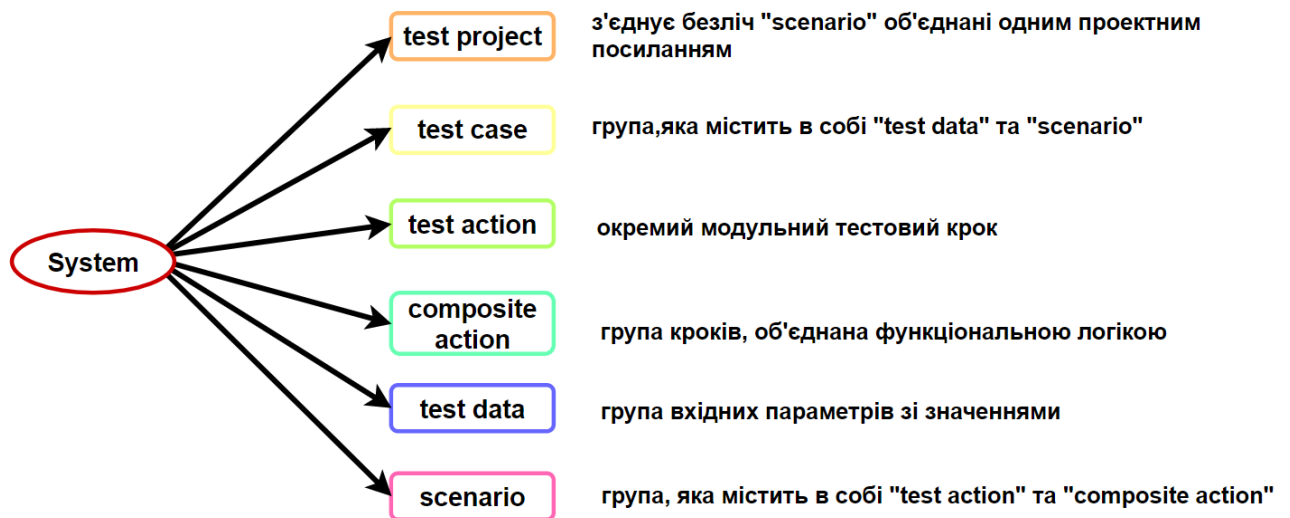 test project
з'єднує безліч "scenario" об'єднані одним проектним
посиланням
test case
група,яка містить в собі "test data" та "scenario"
test action
окремий модульний тестовий крок
System
composite
action
група кроків, об'єднана функціональною логікою
test data
група вхідних параметрів зі значеннями
scenario
група, яка містить в собі "test action" та "composite action"